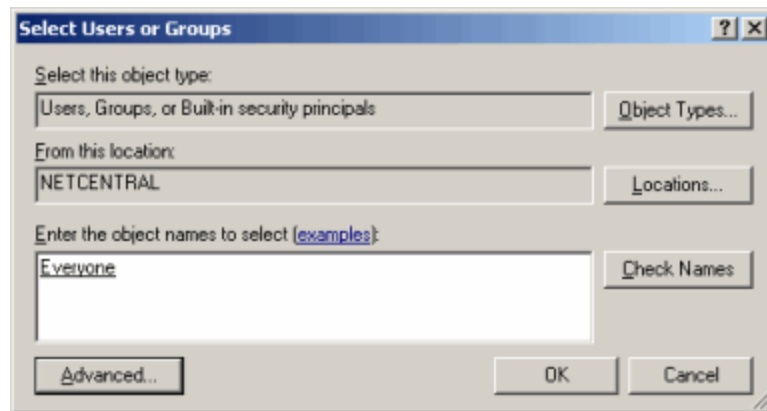 Select Users or Groups
Select this object type:
Users, Groups, or Built-in security principals
Object Types...
From this location:
NETCENTRAL
Locations...
Enter the object names to select (examples):
Everyone
Check Names
Advanced...
OK
Cancel